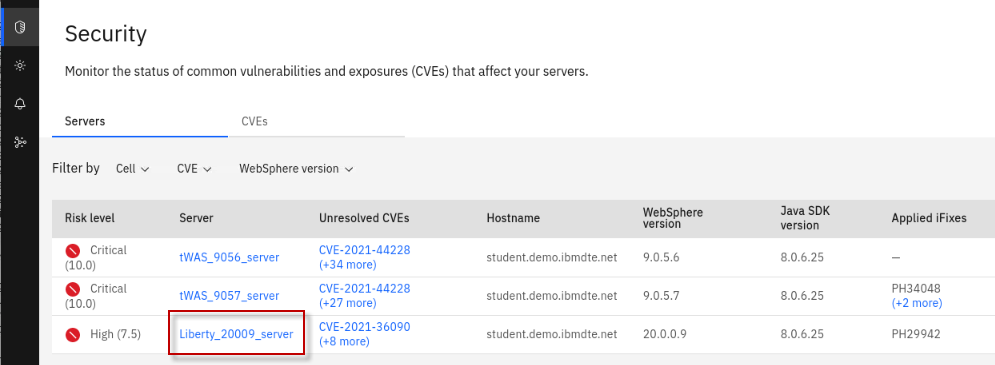 Security
Monitor the status of common vulnerabilities and exposures (CVEs) that affect your servers.
Servers CVEs
Filter by Cell CVE WebSphere version
Risk level Server Unresolved CVEs Hostname WebSphere version Java SDK version Applied iFixes
Critical (10.0) tWAS_9056_server CVE-2021-44228 (+34 more) student.demo.ibmdte.net 9.0.5.6 8.0.6.25 —
Critical (10.0) tWAS_9057_server CVE-2021-44228 (+27 more) student.demo.ibmdte.net 9.0.5.7 8.0.6.25 PH34048 (+2 more)
High (7.5) Liberty_20009_server CVE-2021-36090 (+8 more) student.demo.ibmdte.net 20.0.0.9 8.0.6.25 PH29942